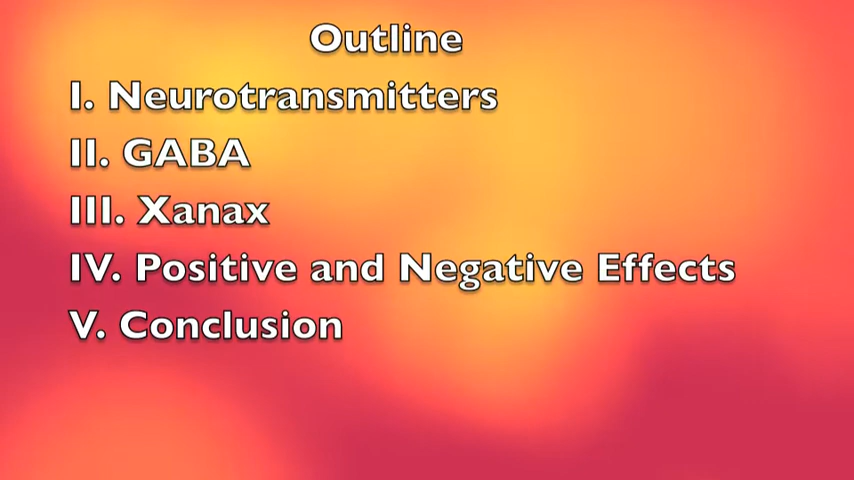 Outline
I. Neurotransmitters
II. GABA
III. Xanax
IV. Positive and Negative Effects
V. Conclusion